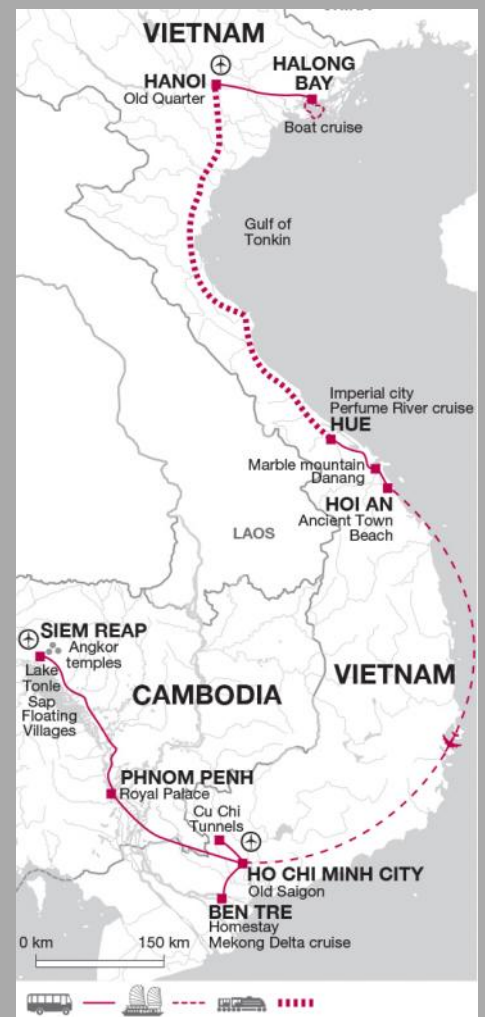 VIETNAM
HANOI
Old Quarter
HALONG
BAY
Boat cruise
Gulf of
Tonkin
Imperial city
Perfume River cruise
HUE
Marble mountain
Danang
HOI AN
Ancient Town
Beach
LAOS
SIEM REAP
Angkor
temples
Lake
Tonle
Sap
Floating
Villages
CAMBODIA
VIETNAM
PHNOM PENH
Royal Palace
Cu Chi
Tunnels
HO CHI MINH CITY
Old Saigon
BEN TRE
Homestay
Mekong Delta cruise
0 km 150 km